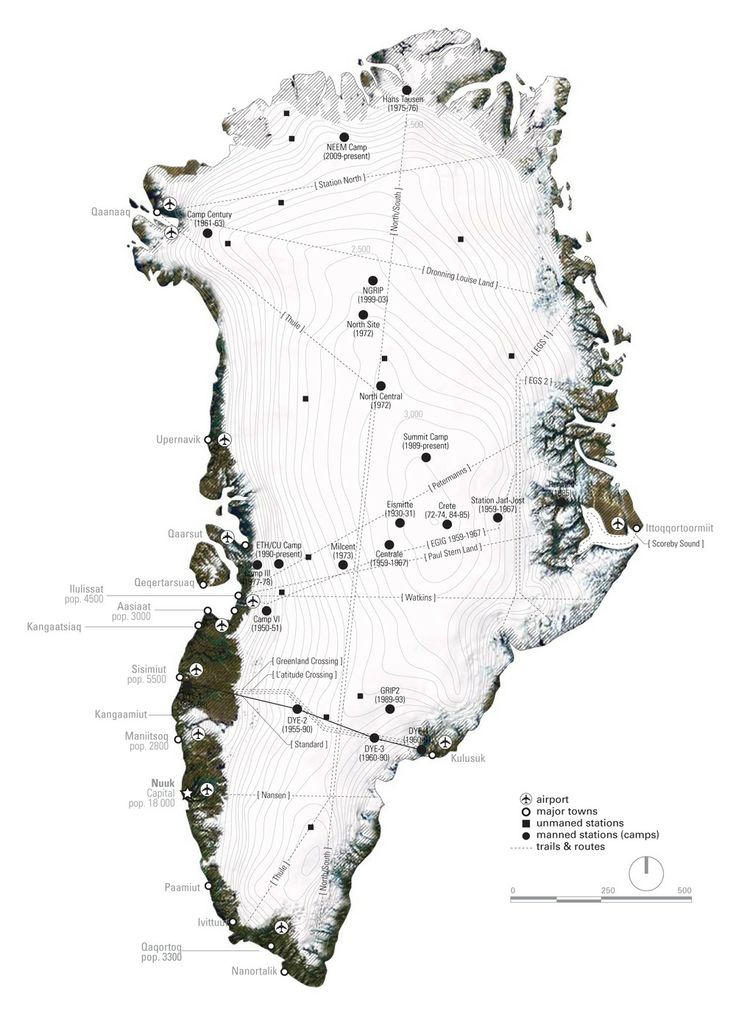 Hans Tausen
(1975-76)
1,500
NEEM Camp
(2009-present)
[ Station North ]
[ North/South]
Qaanaaq
Camp Century
(1961-63)
2,500
[ Dronning Louise Land ]
NGRIP
(1999-03)
[ Thule ]
North Site
(1972)
[ EGS 1 ]
[ EGS 2 ]
North Central
(1972)
3,000
Upernavik
Summit Camp
(1989-present)
[ Petermanns ]
Eismitte
(1930-31)
Crete
(72-74, 84-85)
Station Jarl-Jost
(1959-1967)
Ittoqqortoormiit
[ Scoreby Sound ]
Qaarsut
ETH/CU Camp
(1990-present)
Milcent
(1973)
Centrale
(1959-1967)
[ EGIG 1959-1967 ]
[ Paul Stern Land ]
Camp III
(1977-78)
Qeqertarsuaq
Ilulissat
pop. 4500
Aasiaat
pop. 3000
Kangaatsiaq
Camp VI
(1950-51)
[ Watkins ]
Sisimiut
pop. 5500
[ Greenland Crossing ]
[ L'atitude Crossing ]
Kangaamiut
DYE-2
(1955-90)
GRIP2
(1989-93)
Maniitsoq
pop. 2800
[ Standard ]
DYE-3
(1960-90)
Kulusuk
Nuuk
Capital
pop. 18 000
[ Nansen ]
airport
major towns
unmaned stations
manned stations (camps)
trails & routes
[ Thule ]
[ North/South]
0 250 500
Paamiut
Ivittuut
Qaqortoq
pop. 3300
Nanortalik